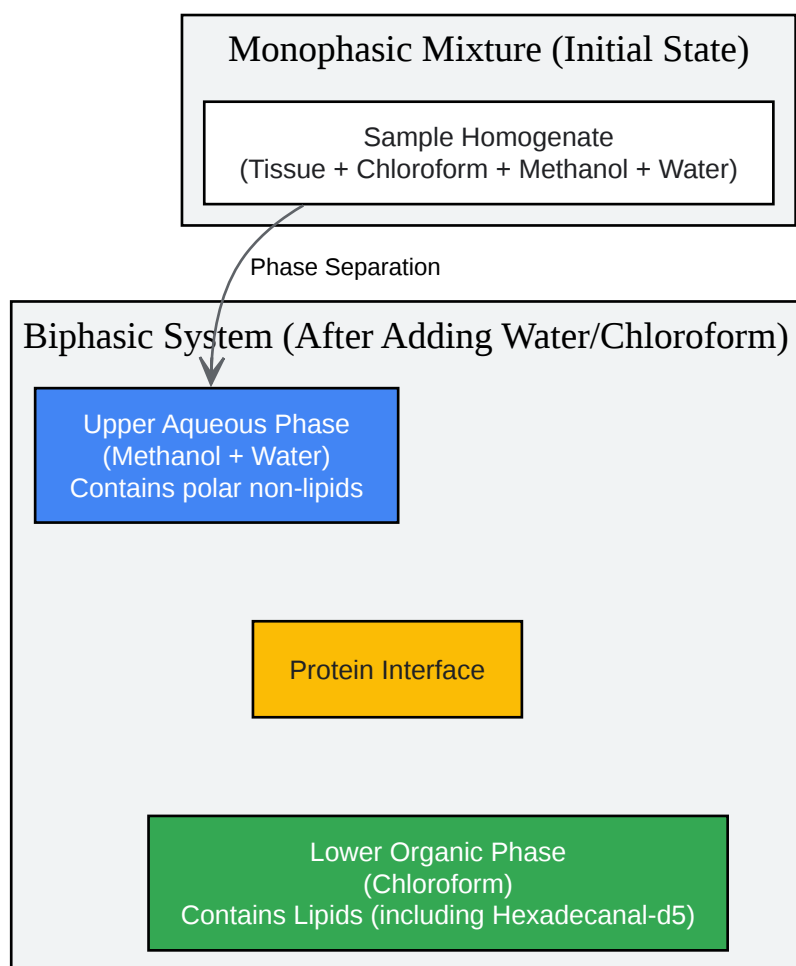 Monophasic Mixture (Initial State)
Sample Homogenate
(Tissue + Chloroform + Methanol + Water)
Phase Separation
Biphasic System (After Adding Water/Chloroform)
Upper Aqueous Phase
(Methanol + Water)
Contains polar non-lipids
Protein Interface
Lower Organic Phase
(Chloroform)
Contains Lipids (including Hexadecanal-d5)